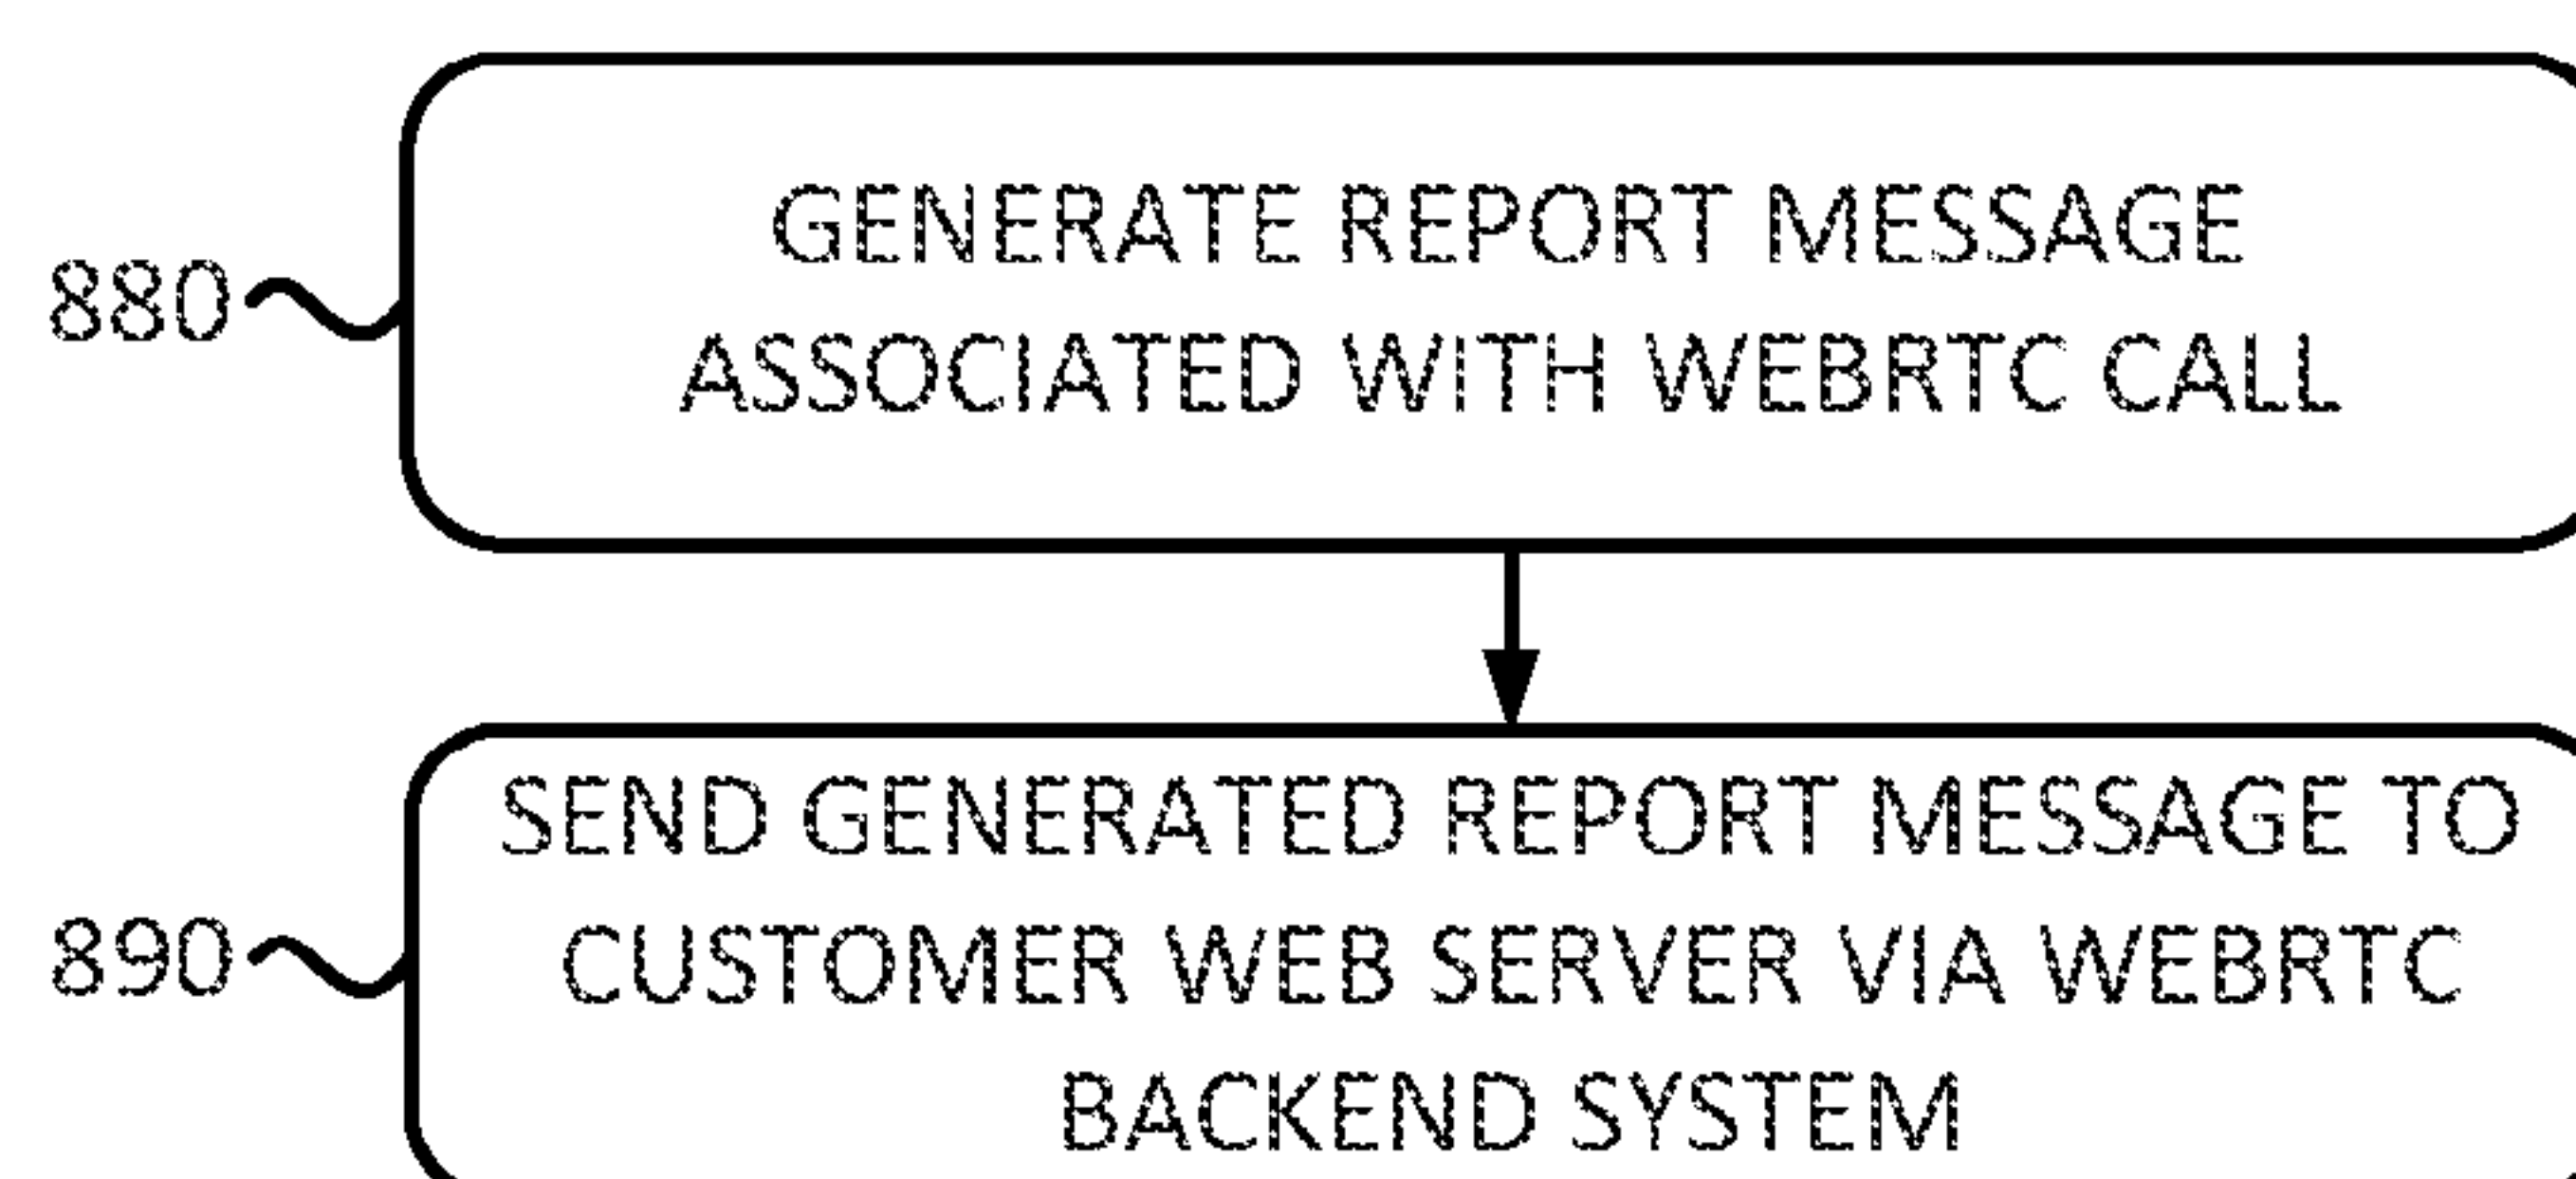 GENERATE REPORT MESSAGE
880
ASSOCIATED WITH WEBRTC CALL
SEND GENERATED REPORT MESSAGE TO
890
CUSTOMER WEB SERVER VIA WEBRTC
BACKEND SYSTEM